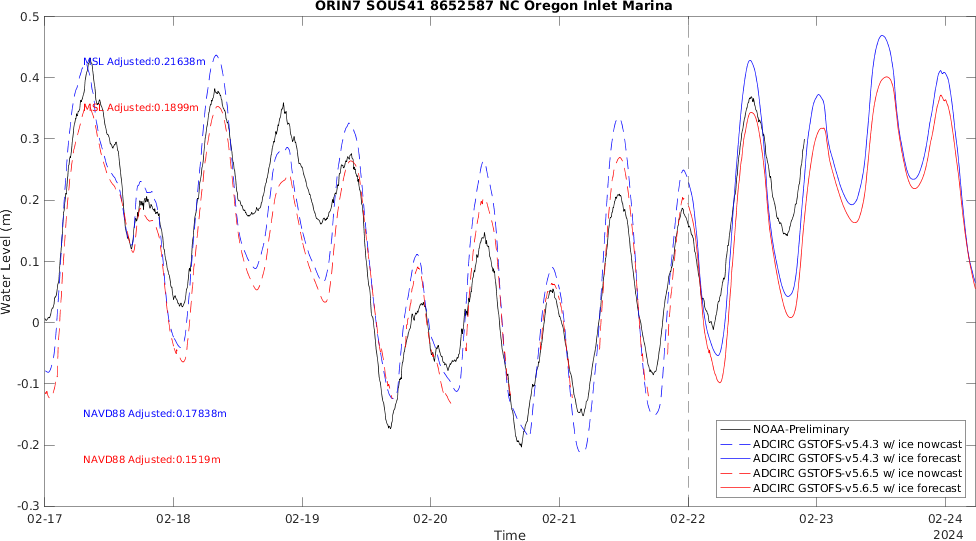 ORIN7 SOUS41 8652587 NC Oregon Inlet Marina
0.5
0.4
0.3
0.2
0.1
0
-0.1
-0.2
-0.3
Water Level (m)
MSL Adjusted:0.21638m
MSL Adjusted:0.1899m
NAVD88 Adjusted:0.17838m
NAVD88 Adjusted:0.1519m
NOAA-Preliminary
ADCIRC GSTOFS-v5.4.3 w/ ice nowcast
ADCIRC GSTOFS-v5.4.3 w/ ice forecast
ADCIRC GSTOFS-v5.6.5 w/ ice nowcast
ADCIRC GSTOFS-v5.6.5 w/ ice forecast
02-17 02-18 02-19 02-20 02-21 02-22 02-23 02-24
Time
2024